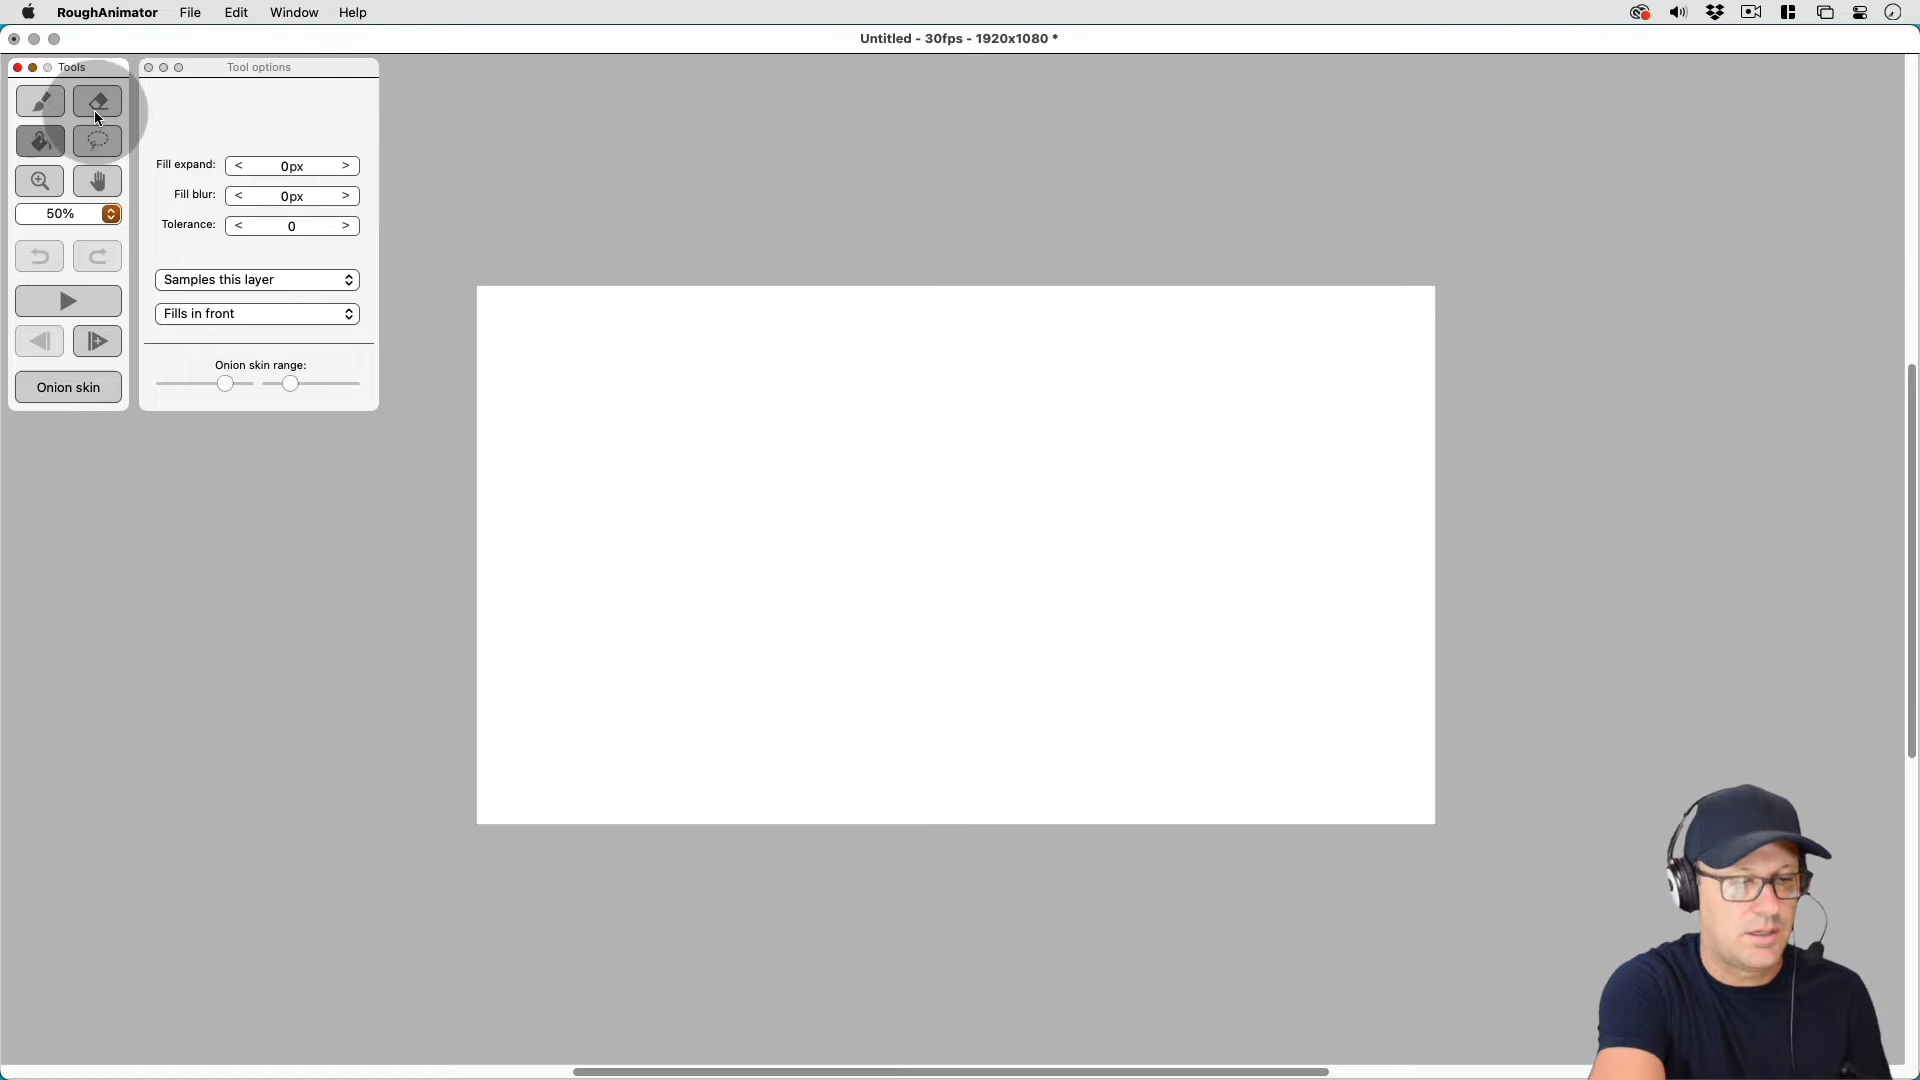 RoughAnimator File Edit Window Help
Untitled - 30fps - 1920x1080 *
Tools
Tool options
Fill expand: < 0px >
Fill blur: < 0px >
Tolerance: < 0 >
50%
Samples this layer
Fills in front
Onion skin range:
Onion skin